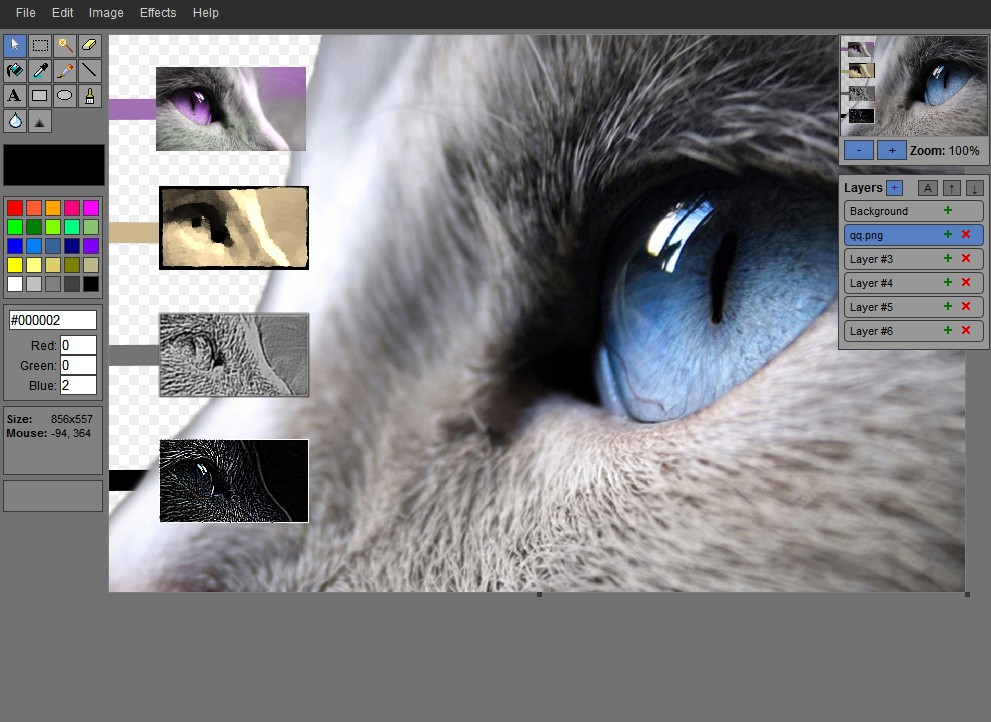 File Edit Image Effects Help
A
#000002
Red: 0
Green: 0
Blue: 2
Size: 856x557
Mouse: -94, 364
- + Zoom: 100%
Layers + A ↑ ↓
Background +
qq.png + ×
Layer #3 + ×
Layer #4 + ×
Layer #5 + ×
Layer #6 + ×